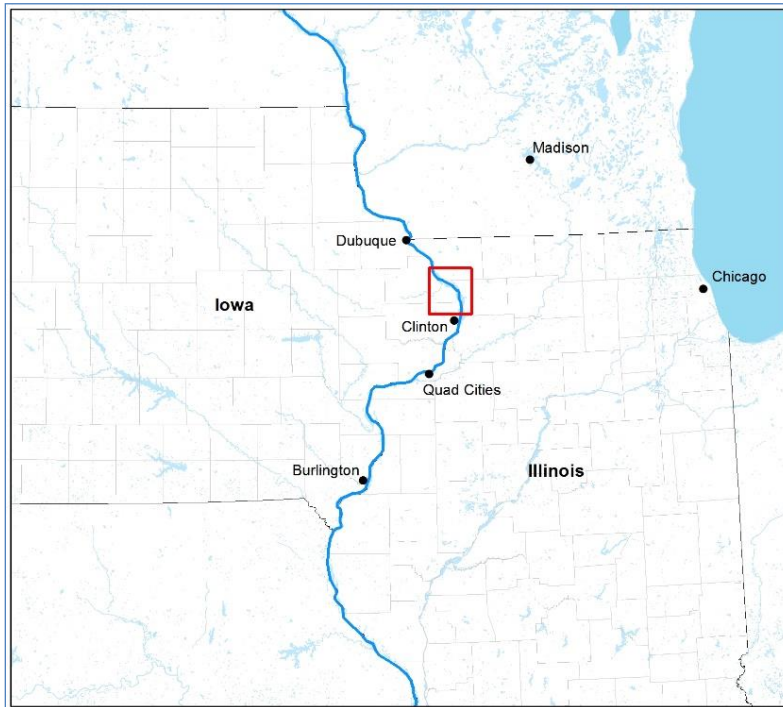 Madison
Dubuque
Chicago
Iowa
Clinton
Quad Cities
Burlington
Illinois